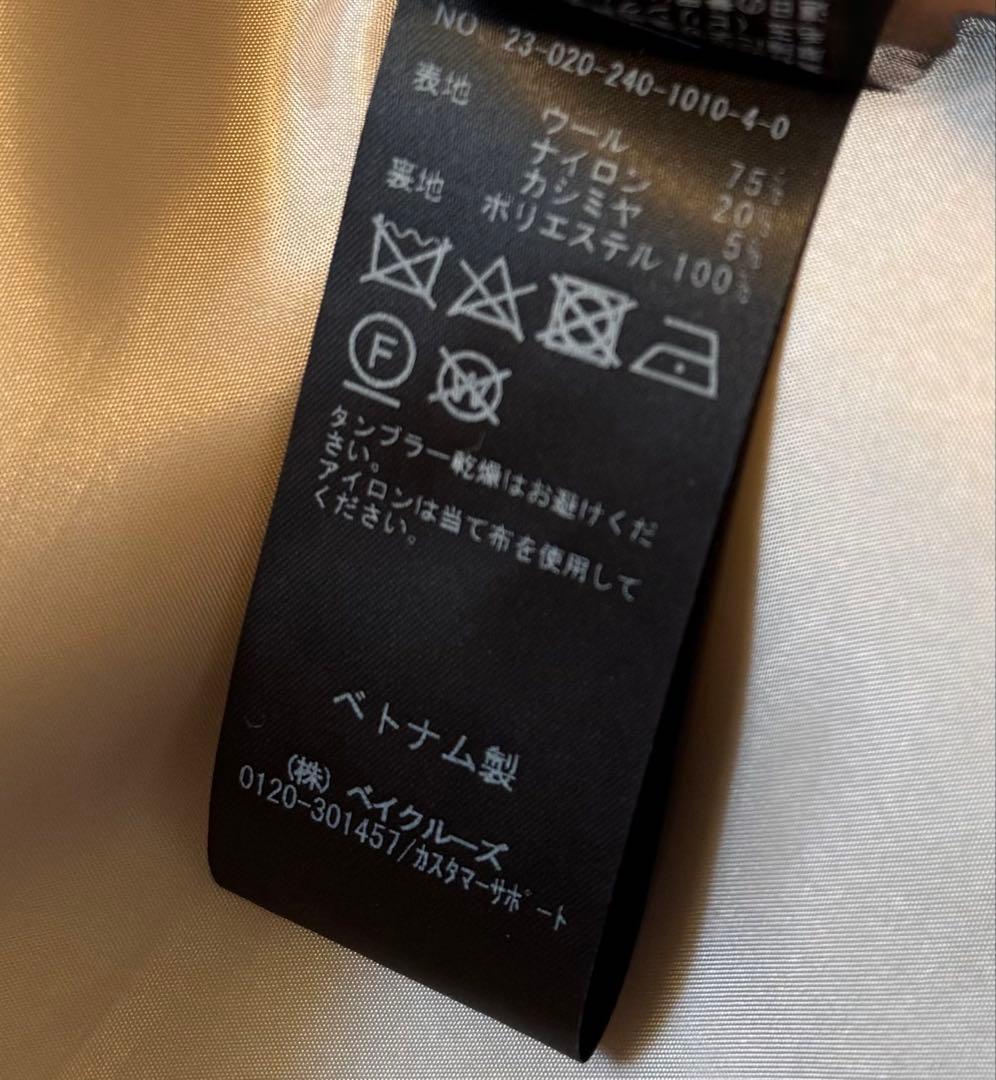 NO 23-020-240-1010-4-0
表地 ウール 75%
ナイロン 20%
カシミヤ 5%
裏地 ポリエステル 100%
F
W
タンブラー乾燥はお避けくだ
さい。
アイロンは当て布を使用して
ください。
ベトナム製
(株) ベイクルーズ
0120-301457/カスタマーサポート